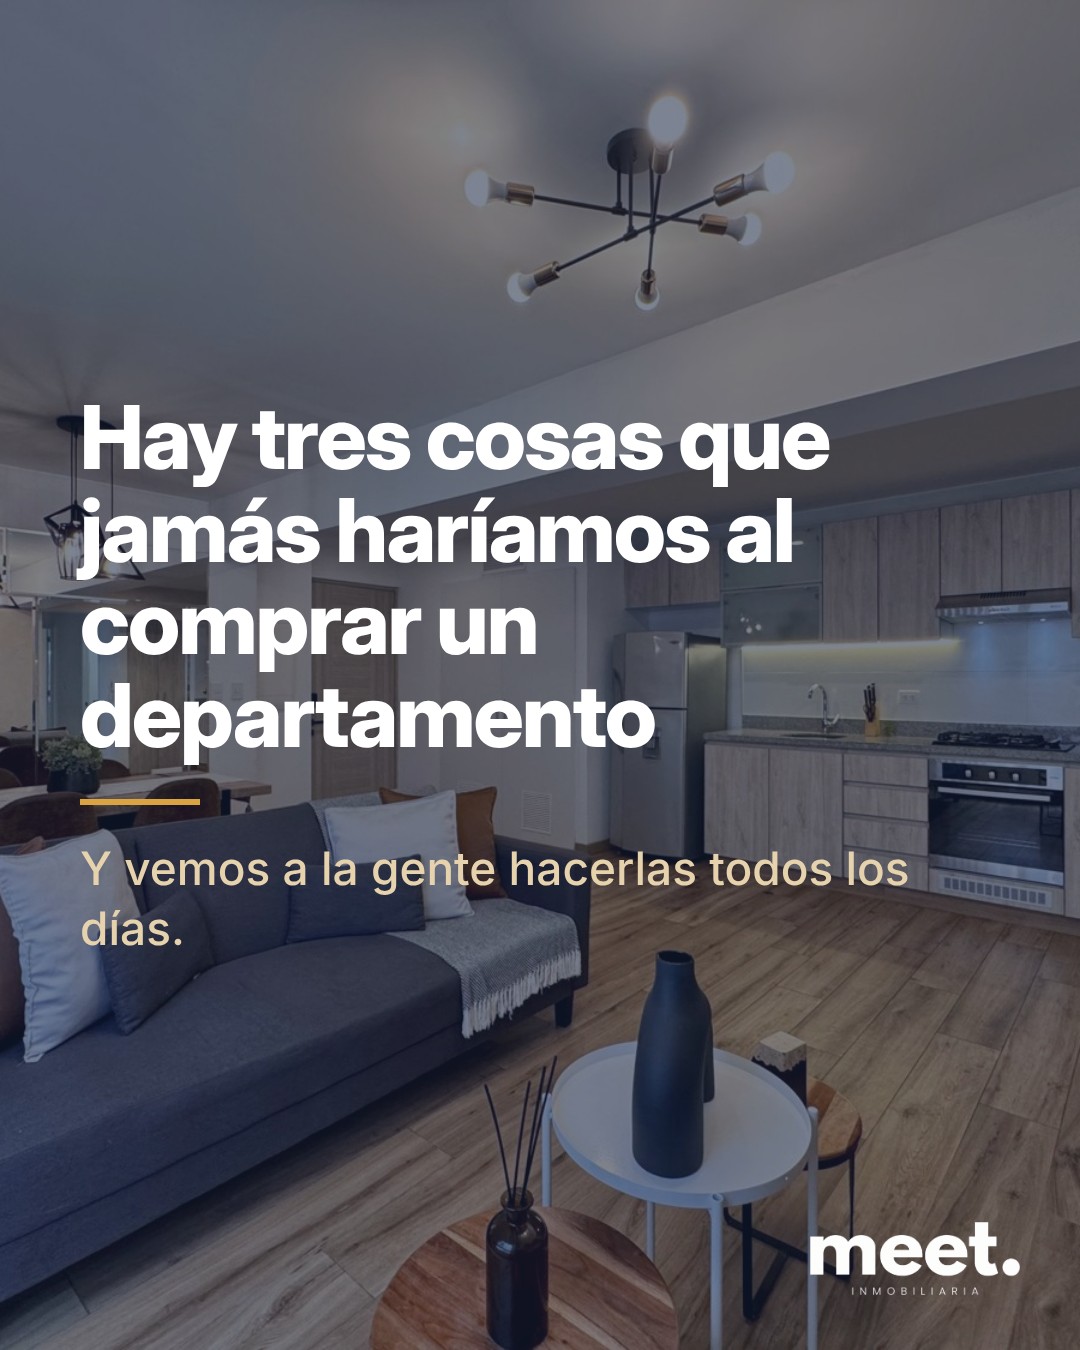 Hay tres cosas que
jamás haríamos al
comprar un
departamento
Y vemos a la gente hacerlas todos los
días.
meet.
INMOBILIARIA